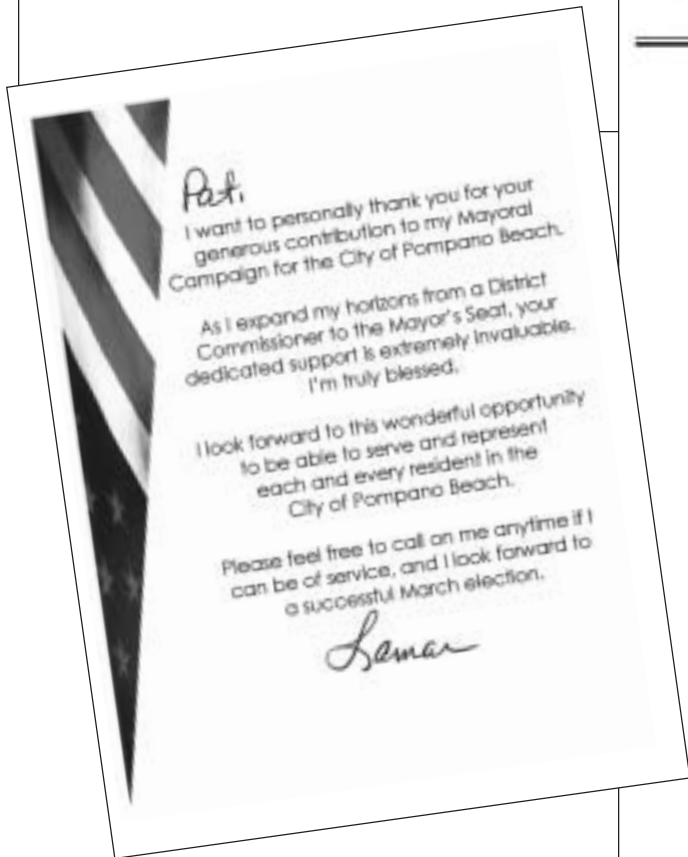 Pat,
I want to personally thank you for your
generous contribution to my Mayoral
Campaign for the City of Pompano Beach.
As I expand my horizons from a District
Commissioner to the Mayor's Seat, your
dedicated support is extremely invaluable.
I'm truly blessed.
I look forward to this wonderful opportunity
to be able to serve and represent
each and every resident in the
City of Pompano Beach.
Please feel free to call on me anytime if I
can be of service, and I look forward to
a successful March election.
Lamar